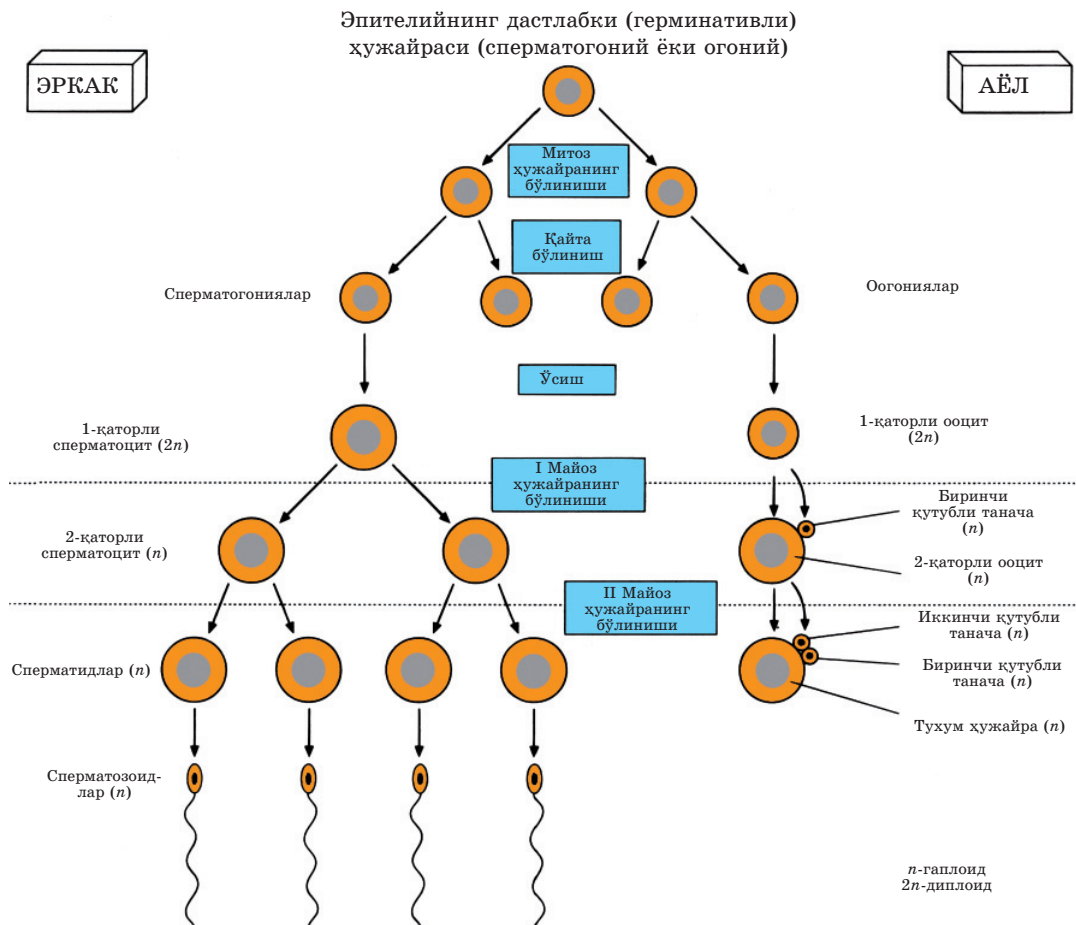 Эпителийнинг дастлабки (герминативли)
ҳужайраси (сперматогоний ёки огоний)
ЭРКАК
АЁЛ
Митоз
ҳужайранинг
бўлиниши
Қайта
бўлиниш
Сперматогониялар
Оогониялар
Ўсиш
1-қаторли
сперматоцит (2n)
1-қаторли ооцит
(2n)
I Майоз
ҳужайранинг
бўлиниши
Биринчи
қутубли танача
(n)
2-қаторли
сперматоцит (n)
2-қаторли ооцит
(n)
II Майоз
ҳужайранинг
бўлиниши
Иккинчи қутубли
танача (n)
Сперматидлар (n)
Биринчи қутубли
танача (n)
Тухум ҳужайра (n)
Сперматозоид-
лар (n)
n-гаплоид
2n-диплоид